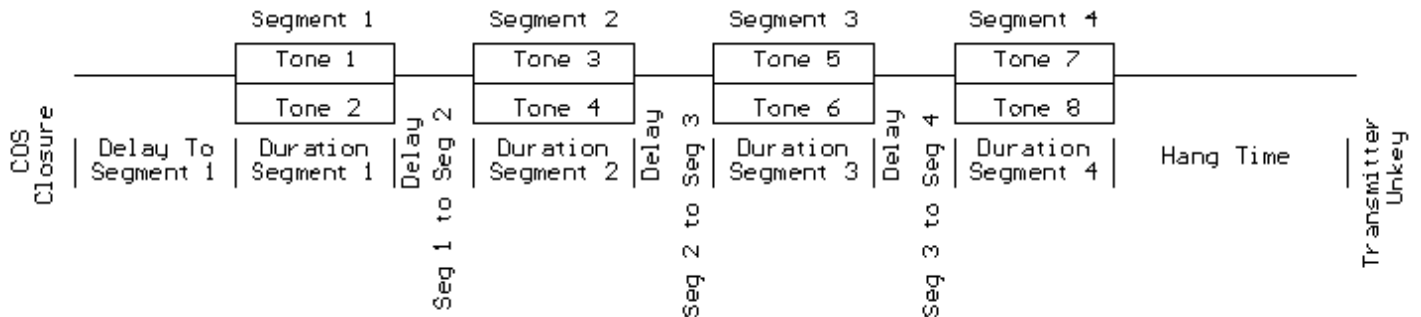 Segment 1
Segment 2
Segment 3
Segment 4
Tone 1
Tone 3
Tone 5
Tone 7
Tone 2
Tone 4
Tone 6
Tone 8
COS
Closure
Delay To
Segment 1
Duration
Segment 1
Delay
Seg 1 to Seg 2
Duration
Segment 2
Delay
Seg 2 to Seg 3
Duration
Segment 3
Delay
Seg 3 to Seg 4
Duration
Segment 4
Hang Time
Transmitter
Unkey